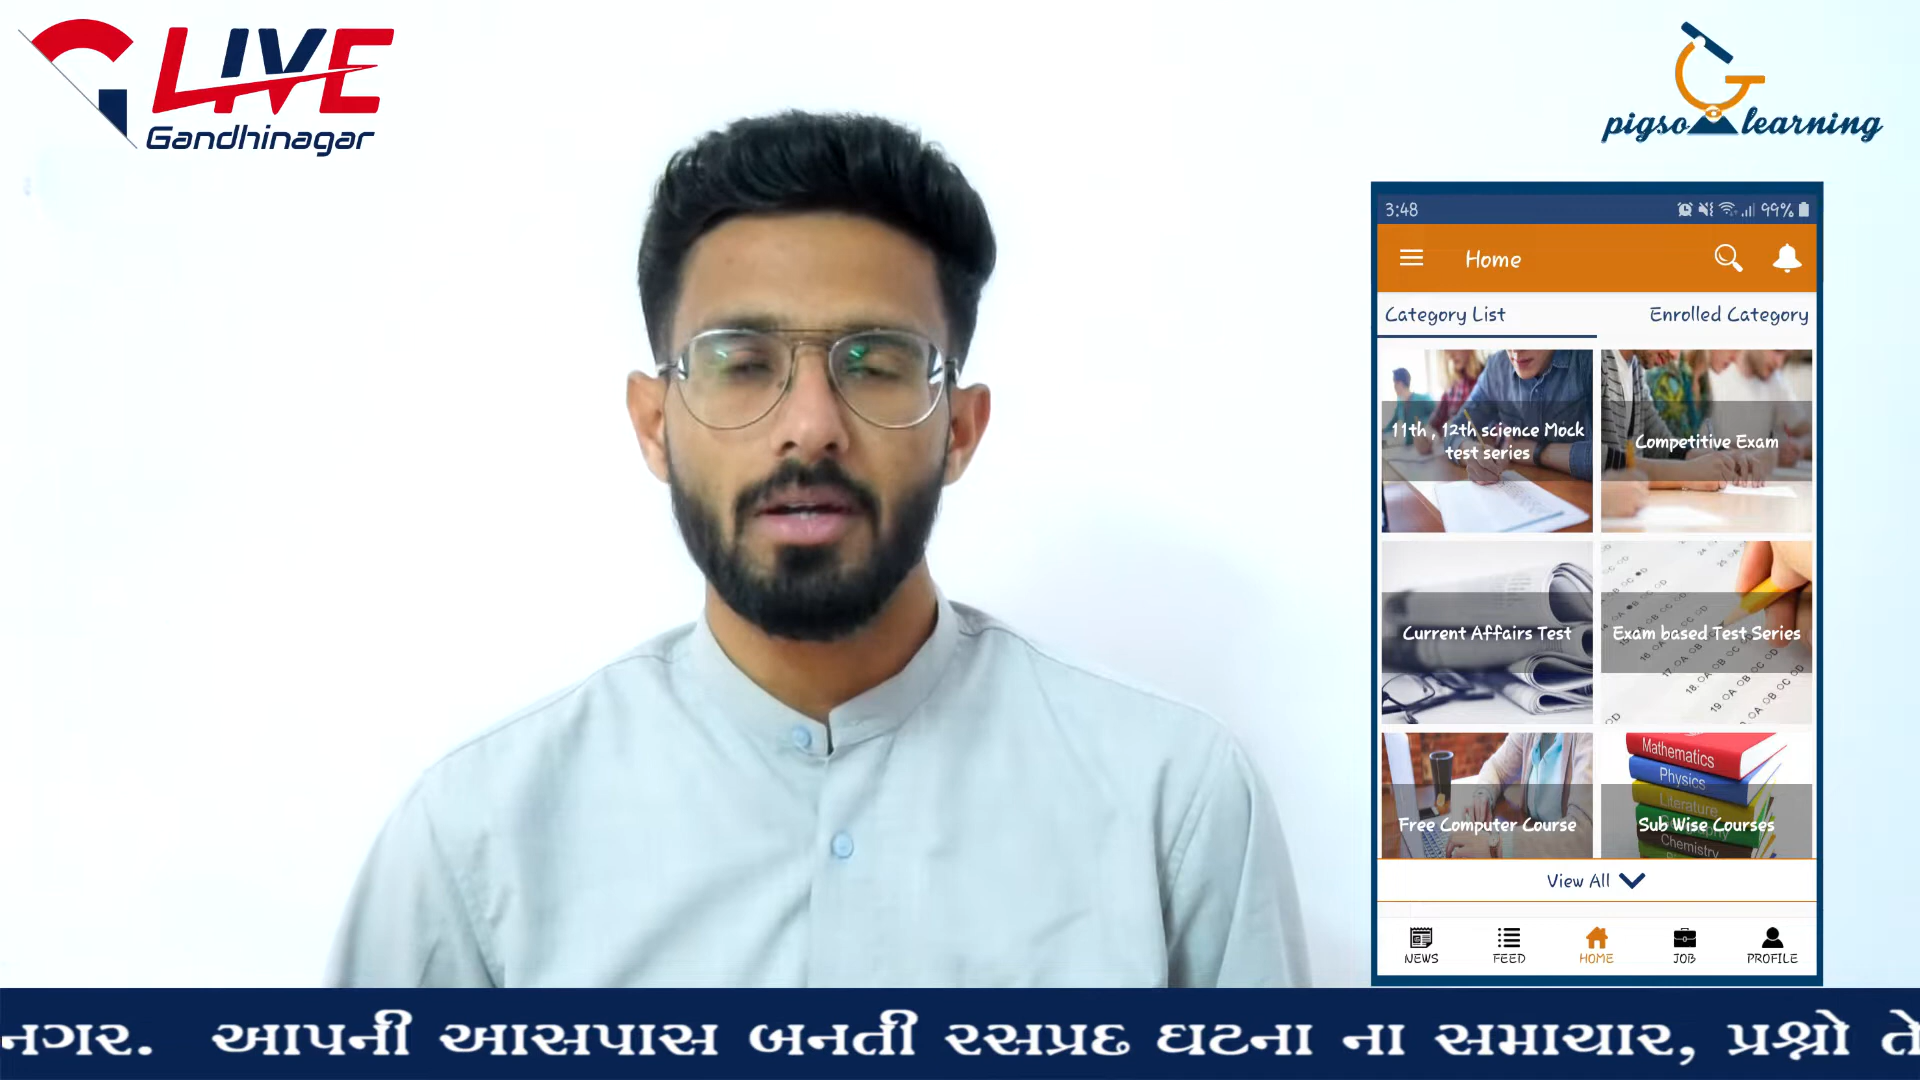 LIVE
Gandhinagar
pigso learning
3:48
99%
Home
Category List
Enrolled Category
11th , 12th science Mock
test series
Competitive Exam
Current Affairs Test
Exam based Test Series
Free Computer Course
Mathematics
Physics
Literature
Chemistry
Sub Wise Courses
View All
NEWS
FEED
HOME
JOB
PROFILE
નગર. આપની આસપાસ બનતી રસપ્રદ ઘટના ના સમાચાર, પ્રશ્નો તે